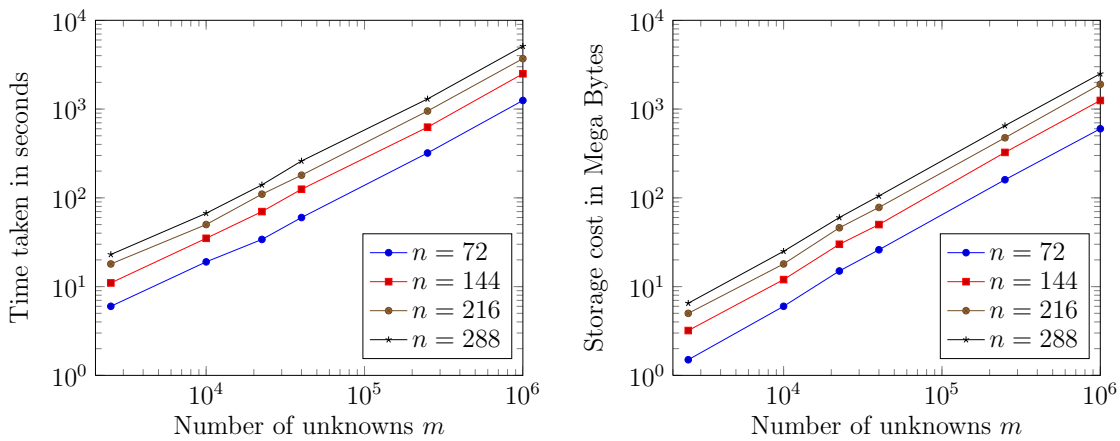 Time taken in seconds
10^4
10^3
10^2
10^1
10^0
10^4
10^5
10^6
Number of unknowns m
n = 72
n = 144
n = 216
n = 288
Storage cost in Mega Bytes
10^4
10^3
10^2
10^1
10^0
10^4
10^5
10^6
Number of unknowns m
n = 72
n = 144
n = 216
n = 288